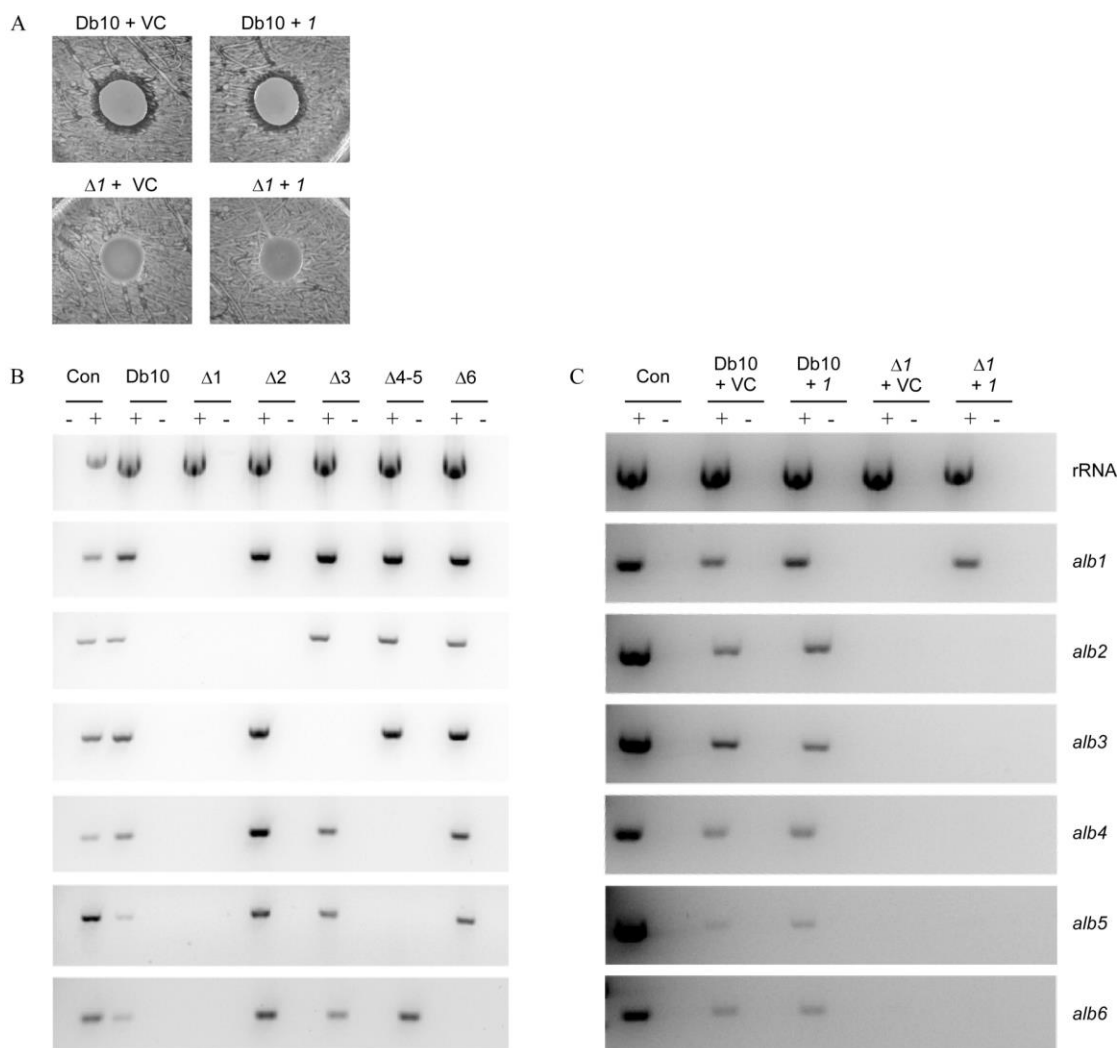 A
Db10 + VC
Db10 + 1
Δ1 + VC
Δ1 + 1
B
Con
Db10
Δ1
Δ2
Δ3
Δ4-5
Δ6
- + + - + - + - + - + - + -
C
Con
Db10
+ VC
Db10
+ 1
Δ1
+ VC
Δ1
+ 1
+ - + - + - + - + -
rRNA
alb1
alb2
alb3
alb4
alb5
alb6